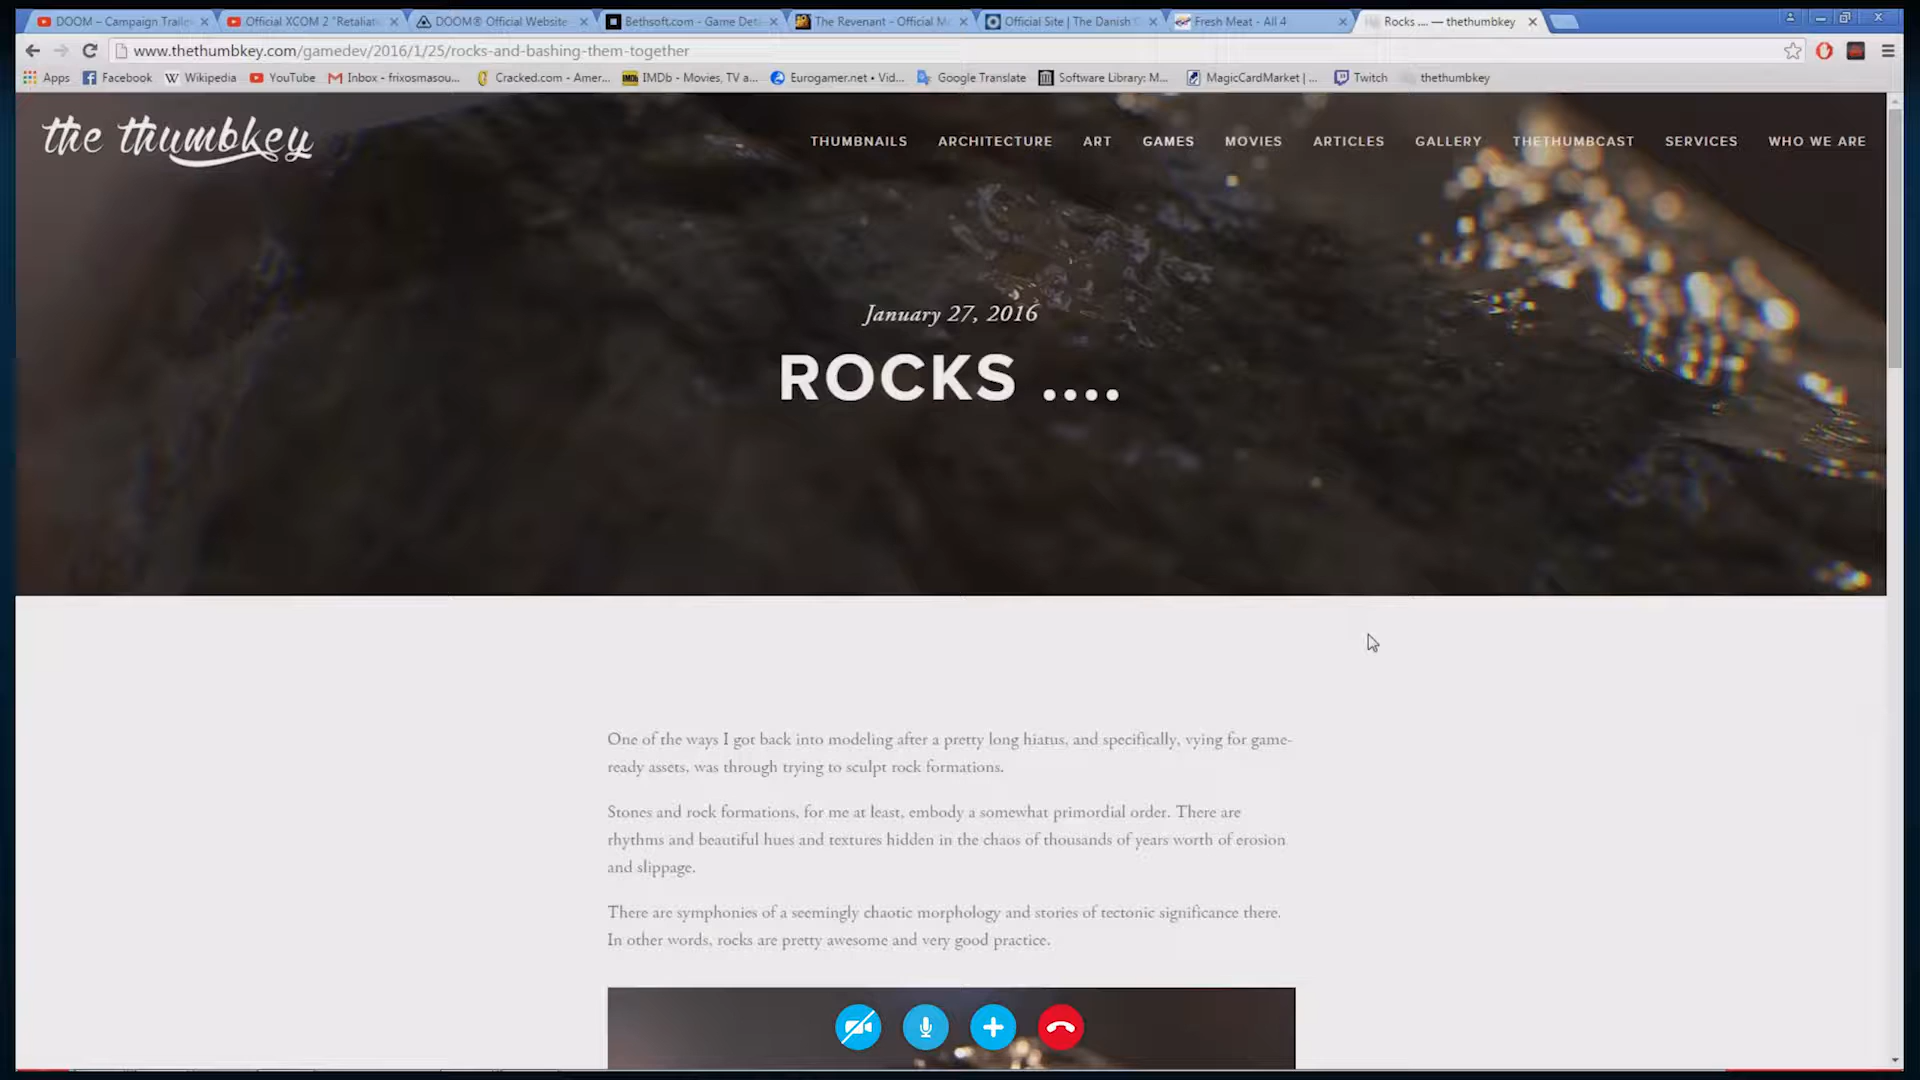 DOOM – Campaign Traile
Official XCOM 2 "Retaliat
DOOM® Official Website
Bethsoft.com - Game Det
The Revenant - Official M
Official Site | The Danish
Fresh Meat - All 4
Rocks .... — thethumbkey
www.thethumbkey.com/gamedev/2016/1/25/rocks-and-bashing-them-together
Apps
Facebook
Wikipedia
YouTube
Inbox - frixosmasou...
Cracked.com - Amer...
IMDb - Movies, TV a...
Eurogamer.net • Vid...
Google Translate
Software Library: M...
MagicCardMarket | ...
Twitch
thethumbkey
the thumbkey
THUMBNAILS
ARCHITECTURE
ART
GAMES
MOVIES
ARTICLES
GALLERY
THETHUMBCAST
SERVICES
WHO WE ARE
January 27, 2016
ROCKS ....
One of the ways I got back into modeling after a pretty long hiatus, and specifically, vying for game-
ready assets, was through trying to sculpt rock formations.
Stones and rock formations, for me at least, embody a somewhat primordial order. There are
rhythms and beautiful hues and textures hidden in the chaos of thousands of years worth of erosion
and slippage.
There are symphonies of a seemingly chaotic morphology and stories of tectonic significance there.
In other words, rocks are pretty awesome and very good practice.